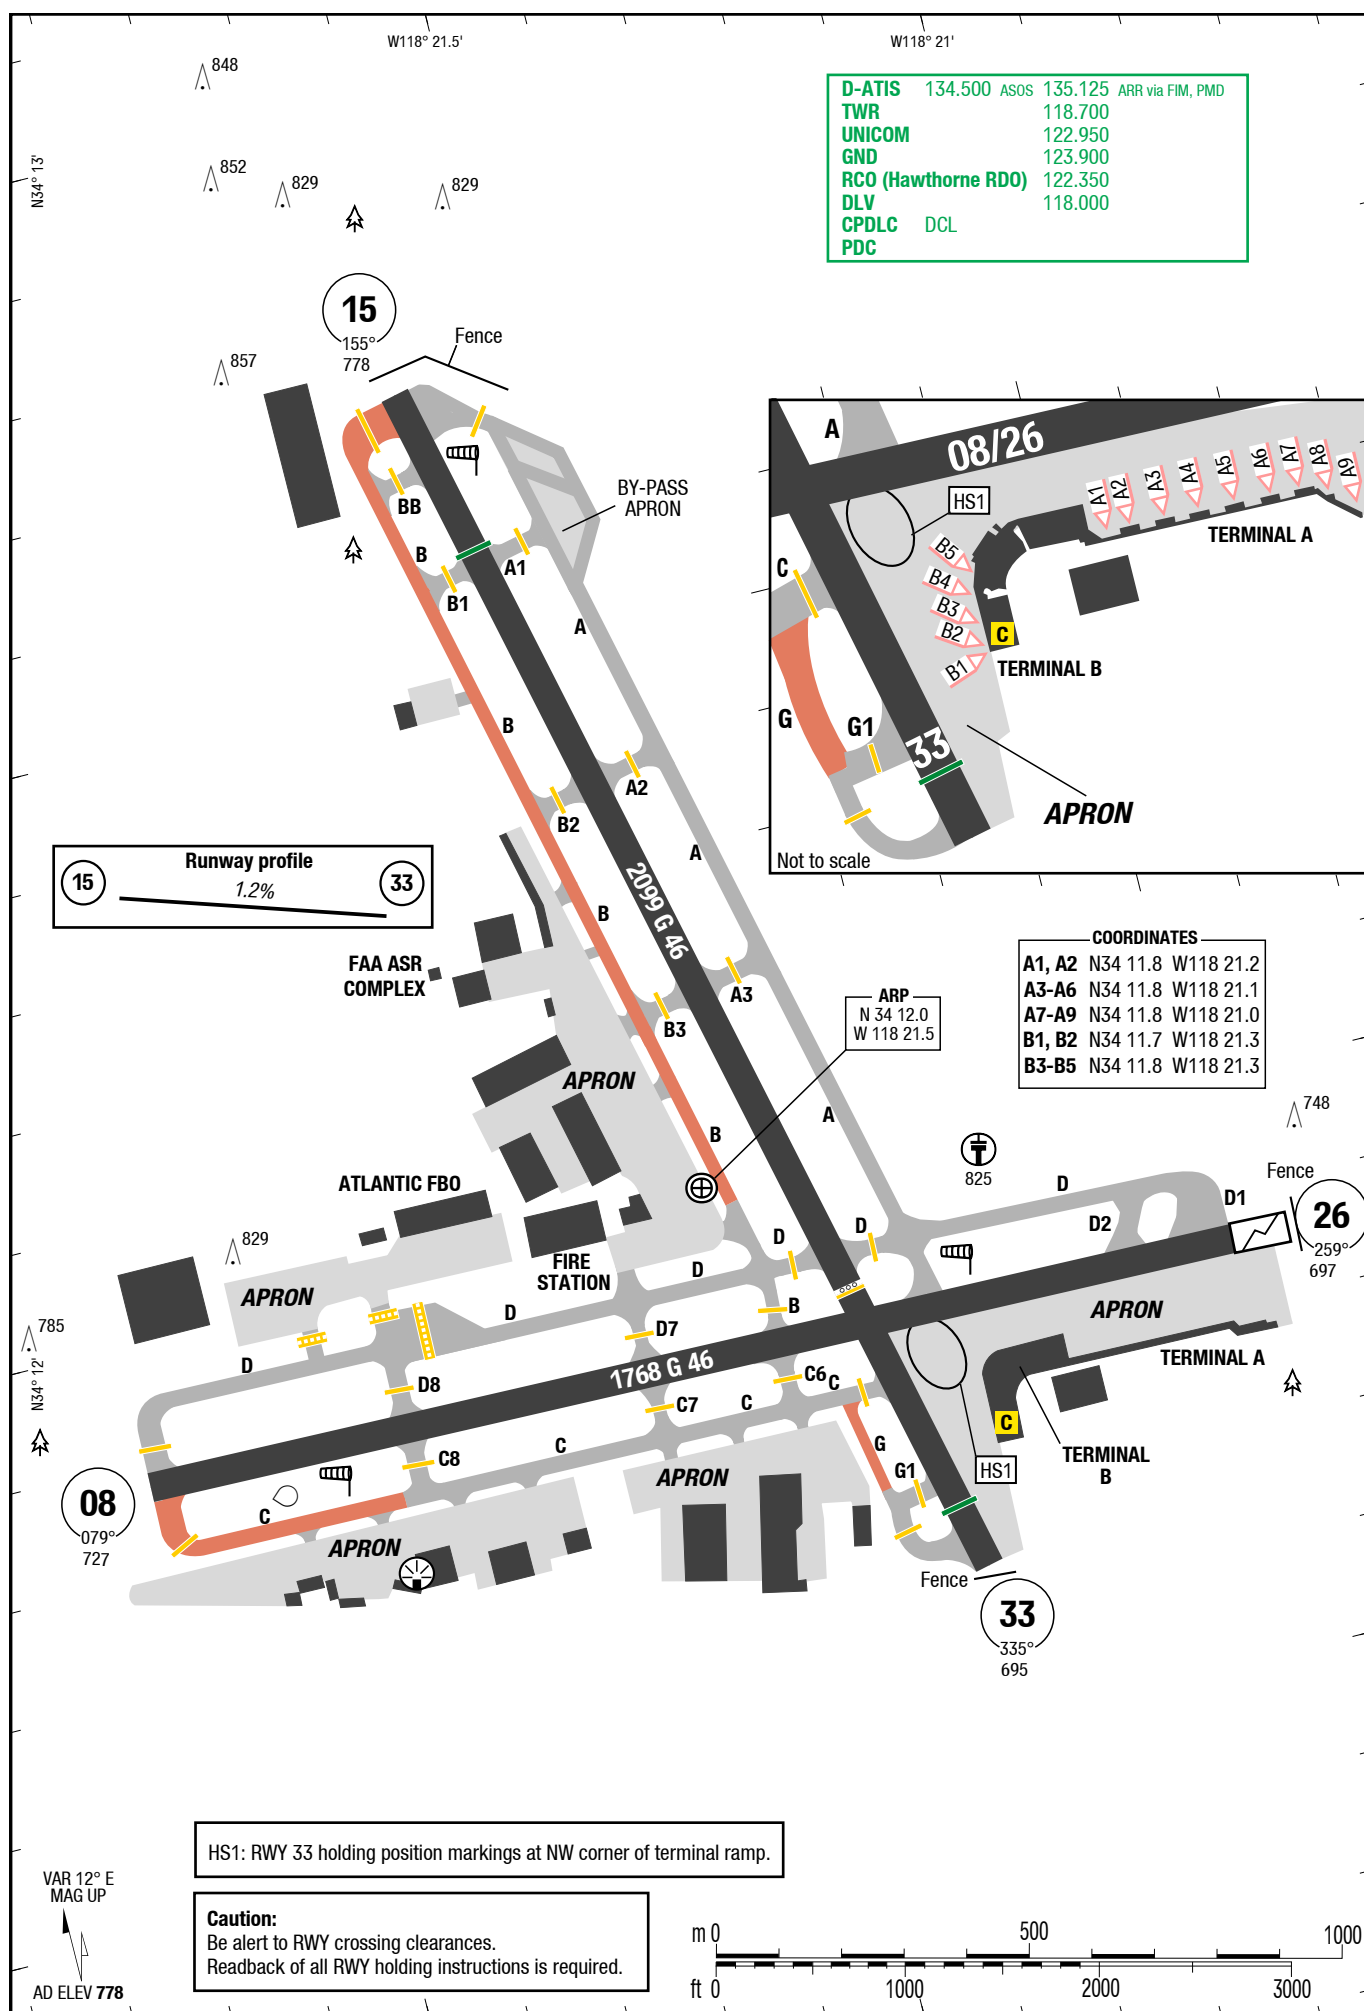 W118° 21.5'
W118° 21'
848
852
829
829
857
N34° 13'
D-ATIS 134.500 ASOS 135.125 ARR via FIM, PMD
TWR 118.700
UNICOM 122.950
GND 123.900
RCO (Hawthorne RDO) 122.350
DLV 118.000
CPDLC DCL
PDC
15
155°
778
Fence
BY-PASS
APRON
BB
B
A1
B1
A
B
A2
B2
A
B
2099 G 46
A3
B3
B
A
A
08/26
HS1
A1
A2
A3
A4
A5
A6
A7
A8
A9
TERMINAL A
B5
B4
B3
B2
B1
C
TERMINAL B
C
G
G1
33
APRON
Not to scale
Runway profile
15
1.2%
33
FAA ASR
COMPLEX
APRON
ARP
N 34 12.0
W 118 21.5
COORDINATES
A1, A2 N34 11.8 W118 21.2
A3-A6 N34 11.8 W118 21.1
A7-A9 N34 11.8 W118 21.0
B1, B2 N34 11.7 W118 21.3
B3-B5 N34 11.8 W118 21.3
748
825
Fence
26
259°
697
D
D1
D2
D
D
ATLANTIC FBO
829
FIRE
STATION
D
APRON
D
B
D7
785
N34° 12'
D
D8
1768 G 46
APRON
TERMINAL A
C6
C
C7
C
C
TERMINAL
B
HS1
C8
C
G
G1
APRON
08
079°
727
C
APRON
Fence
33
335°
695
HS1: RWY 33 holding position markings at NW corner of terminal ramp.
Caution:
Be alert to RWY crossing clearances.
Readback of all RWY holding instructions is required.
VAR 12° E
MAG UP
AD ELEV 778
m 0 500 1000
ft 0 1000 2000 3000